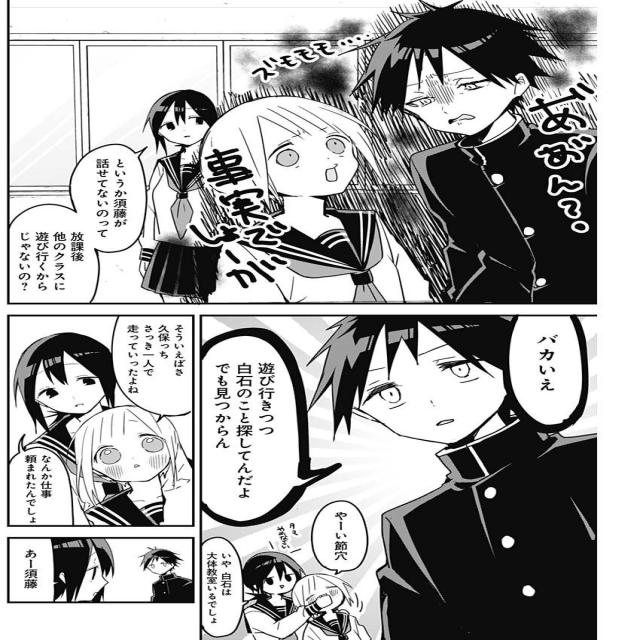 あぁん?
ズももも…‥
事実で
しょーが
というか須藤が
話せてないのって
放課後
他のクラスに
遊び行くから
じゃないの?
バカいえ
遊び行きつつ
白石のこと探してんだよ
でも見つからん
やーい節穴
いや 白石は
大体教室いるでしょ
そういえばさ
久保っち
さっき一人で
走っていったよね
なんか仕事
頼まれたんでしょ
あー須藤